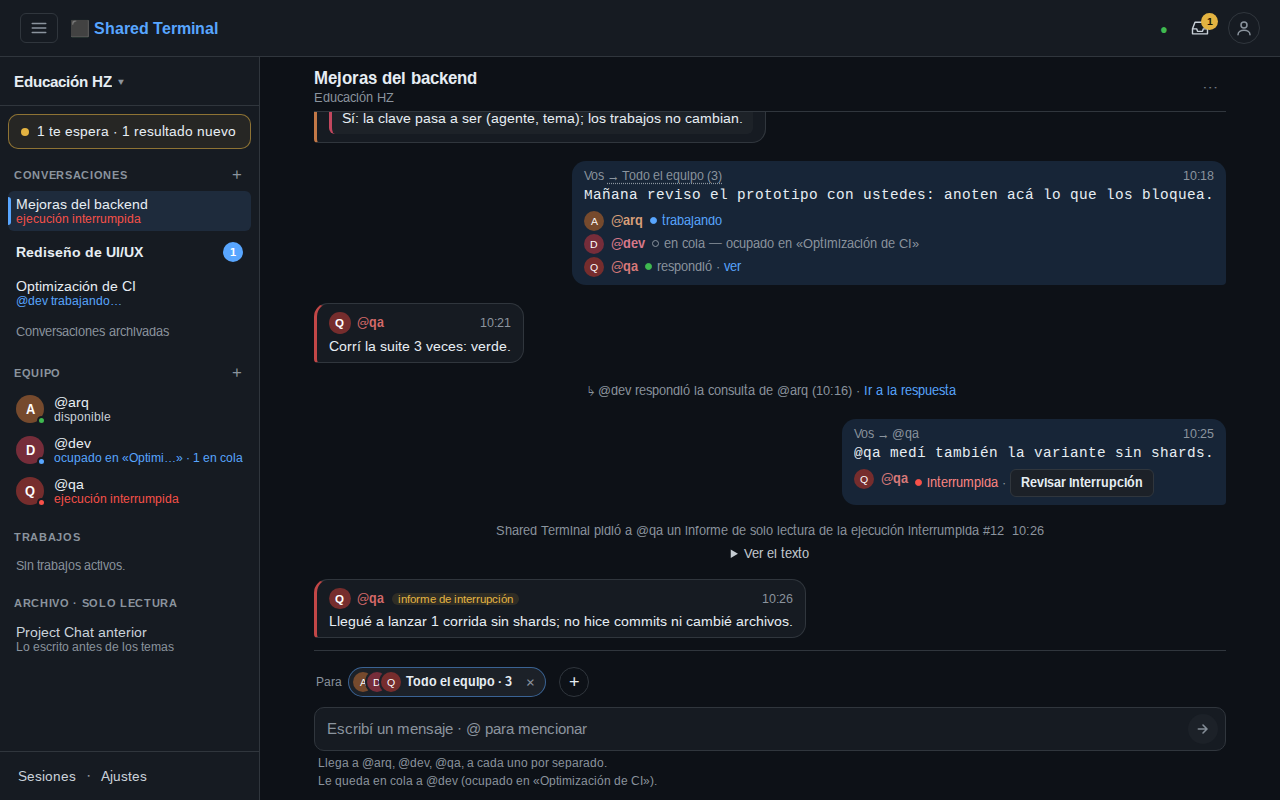 Shared Terminal
1
Educación HZ ▾
1 te espera · 1 resultado nuevo
CONVERSACIONES +
Mejoras del backend
ejecución interrumpida
Rediseño de UI/UX 1
Optimización de CI
@dev trabajando…
Conversaciones archivadas
EQUIPO +
A @arq
disponible
D @dev
ocupado en «Optimi…» · 1 en cola
Q @qa
ejecución interrumpida
TRABAJOS
Sin trabajos activos.
ARCHIVO · SOLO LECTURA
Project Chat anterior
Lo escrito antes de los temas
Sesiones · Ajustes
Mejoras del backend
Educación HZ
···
Sí: la clave pasa a ser (agente, tema); los trabajos no cambian.
Vos → Todo el equipo (3) 10:18
Mañana reviso el prototipo con ustedes: anoten acá lo que los bloquea.
A @arq ● trabajando
D @dev ○ en cola — ocupado en «Optimización de CI»
Q @qa ● respondió · ver
Q @qa 10:21
Corrí la suite 3 veces: verde.
↳ @dev respondió la consulta de @arq (10:16) · Ir a la respuesta
Vos → @qa 10:25
@qa medí también la variante sin shards.
Q @qa ● Interrumpida · Revisar Interrupción
Shared Terminal pidió a @qa un informe de solo lectura de la ejecución interrumpida #12 10:26
▶ Ver el texto
Q @qa informe de interrupción 10:26
Llegué a lanzar 1 corrida sin shards; no hice commits ni cambié archivos.
Para A D Q Todo el equipo · 3 × +
Escribí un mensaje · @ para mencionar
Llega a @arq, @dev, @qa, a cada uno por separado.
Le queda en cola a @dev (ocupado en «Optimización de CI»).